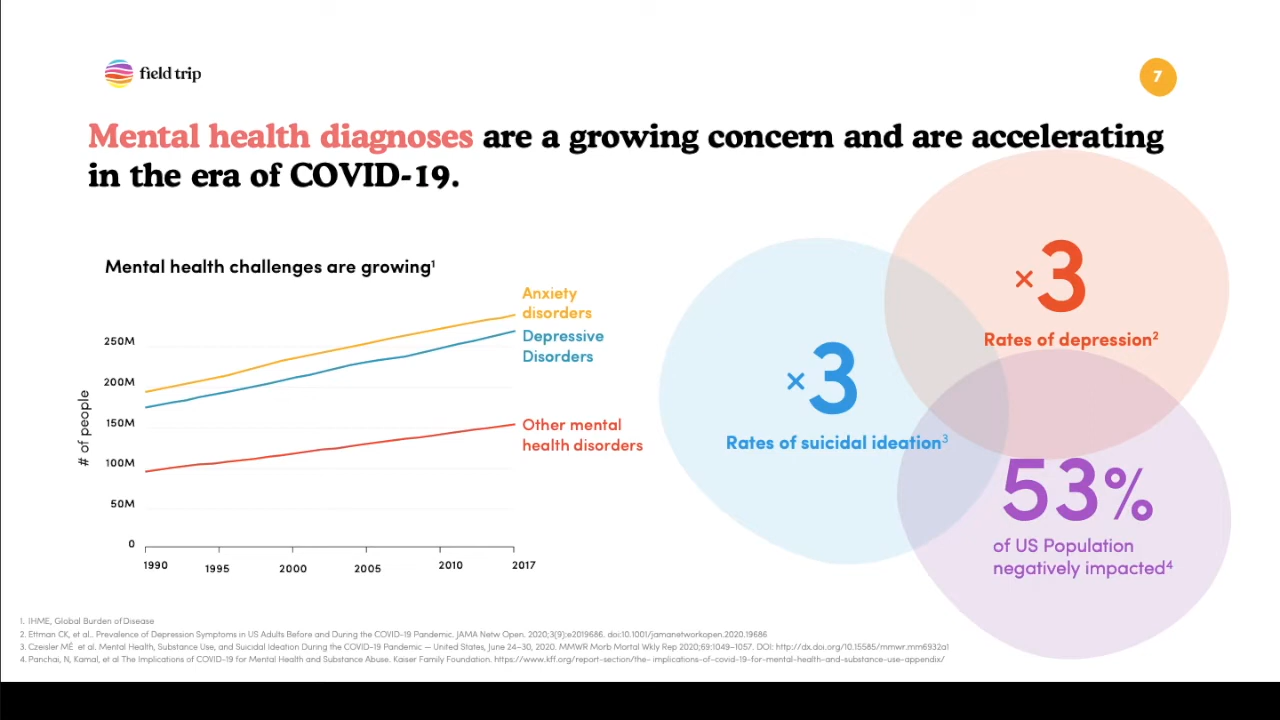 field trip
7
Mental health diagnoses are a growing concern and are accelerating
in the era of COVID-19.
Mental health challenges are growing¹
# of people
250M
200M
150M
100M
50M
0
1990
1995
2000
2005
2010
2017
Anxiety
disorders
Depressive
Disorders
Other mental
health disorders
×3
Rates of depression²
×3
Rates of suicidal ideation³
53%
of US Population
negatively impacted⁴
1. IHME, Global Burden ofDisease
2. Ettman CK, et al.. Prevalence of Depression Symptoms in US Adults Before and During the COVID-19 Pandemic. JAMA Netw Open. 2020;3(9):e2019686. doi:10.1001/jamanetworkopen.2020.19686
3. Czeisler MÉ et al. Mental Health, Substance Use, and Suicidal Ideation During the COVID-19 Pandemic — United States, June 24–30, 2020. MMWR Morb Mortal Wkly Rep 2020;69:1049–1057. DOI: http://dx.doi.org/10.15585/mmwr.mm6932a1
4. Panchai, N, Kamal, et al The Implications of COVID-19 for Mental Health and Substance Abuse. Kaiser Family Foundation. https://www.kff.org/report-section/the- implications-of-covid-19-for-mental-health-and-substance-use-appendix/